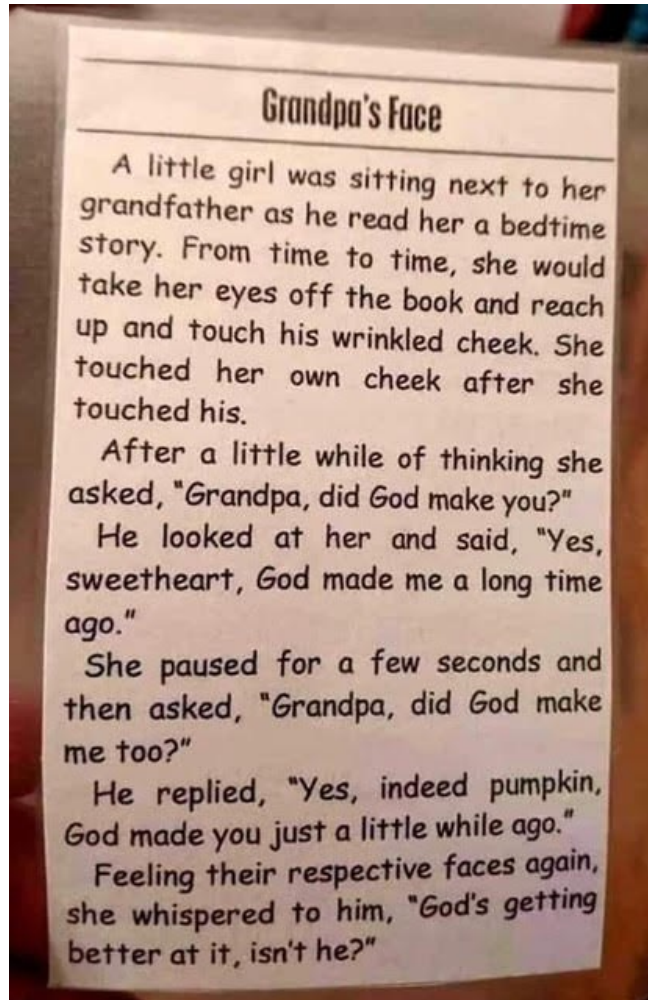 Grandpa's Face
A little girl was sitting next to her
grandfather as he read her a bedtime
story. From time to time, she would
take her eyes off the book and reach
up and touch his wrinkled cheek. She
touched her own cheek after she
touched his.
After a little while of thinking she
asked, "Grandpa, did God make you?"
He looked at her and said, "Yes,
sweetheart, God made me a long time
ago."
She paused for a few seconds and
then asked, "Grandpa, did God make
me too?"
He replied, "Yes, indeed pumpkin,
God made you just a little while ago."
Feeling their respective faces again,
she whispered to him, "God's getting
better at it, isn't he?"